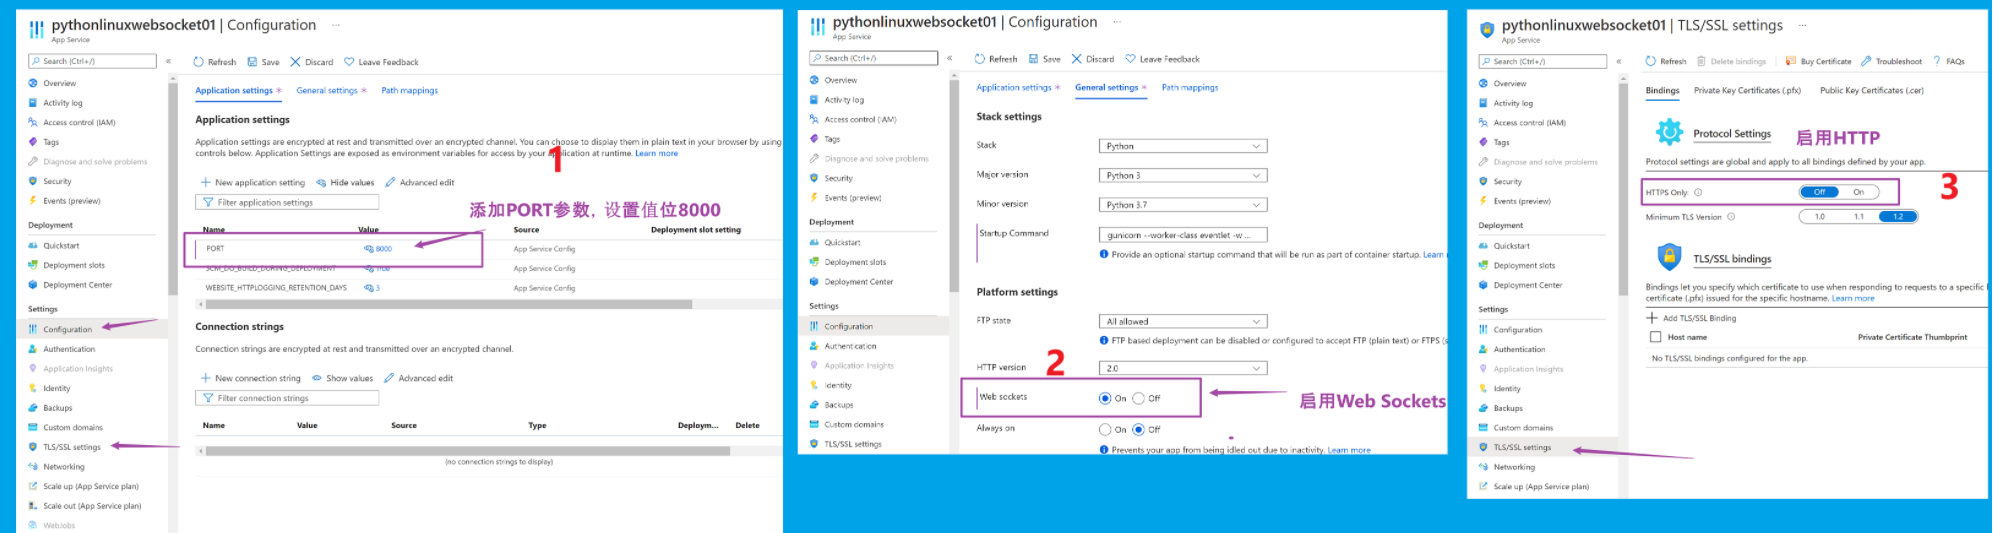 pythonlinuxwebsocket01 | Configuration ...
App Service
Search (Ctrl+/)
«
Refresh Save Discard Leave Feedback
Overview
Activity log
Access control (IAM)
Tags
Diagnose and solve problems
Security
Events (preview)
Deployment
Quickstart
Deployment slots
Deployment Center
Settings
Configuration
Authentication
Application Insights
Identity
Backups
Custom domains
TLS/SSL settings
Networking
Scale up (App Service plan)
Scale out (App Service plan)
WebJobs
Application settings * General settings * Path mappings
Application settings
Application settings are encrypted at rest and transmitted over an encrypted channel. You can choose to display them in plain text in your browser by using
controls below. Application Settings are exposed as environment variables for access by your application at runtime. Learn more
1
New application setting Hide values Advanced edit
Filter application settings
添加PORT参数, 设置值位8000
Name Value Source Deployment slot setting
PORT 8000 App Service Config
SCM_DO_BUILD_DURING_DEPLOYMENT True App Service Config
WEBSITE_HTTPLOGGING_RETENTION_DAYS 3 App Service Config
Connection strings
Connection strings are encrypted at rest and transmitted over an encrypted channel.
New connection string Show values Advanced edit
Filter connection strings
Name Value Source Type Deploym... Delete
(no connection strings to display)
pythonlinuxwebsocket01 | Configuration ...
App Service
Search (Ctrl+/)
«
Refresh Save Discard Leave Feedback
Overview
Activity log
Access control (IAM)
Tags
Diagnose and solve problems
Security
Events (preview)
Deployment
Quickstart
Deployment slots
Deployment Center
Settings
Configuration
Authentication
Application Insights
Identity
Backups
Custom domains
TLS/SSL settings
Application settings * General settings * Path mappings
Stack settings
Stack Python
Major version Python 3
Minor version Python 3.7
Startup Command gunicorn --worker-class eventlet -w ...
Provide an optional startup command that will be run as part of container startup. Learn
Platform settings
FTP state All allowed
FTP based deployment can be disabled or configured to accept FTP (plain text) or FTPS (s
2
HTTP version 2.0
Web sockets On Off
启用Web Sockets
Always on On Off
Prevents your app from being idled out due to inactivity. Learn more
pythonlinuxwebsocket01 | TLS/SSL settings ...
App Service
Search (Ctrl+/)
«
Refresh Delete bindings Buy Certificate Troubleshoot FAQs
Overview
Activity log
Access control (IAM)
Tags
Diagnose and solve problems
Security
Events (preview)
Deployment
Quickstart
Deployment slots
Deployment Center
Settings
Configuration
Authentication
Application Insights
Identity
Backups
Custom domains
TLS/SSL settings
Networking
Scale up (App Service plan)
Bindings Private Key Certificates (.pfx) Public Key Certificates (.cer)
Protocol Settings
启用HTTP
Protocol settings are global and apply to all bindings defined by your app.
HTTPS Only: Off On
3
Minimum TLS Version 1.0 1.1 1.2
TLS/SSL bindings
Bindings let you specify which certificate to use when responding to requests to a specific
certificate (.pfx) issued for the specific hostname. Learn more
Add TLS/SSL Binding
Host name Private Certificate Thumbprint
No TLS/SSL bindings configured for the app.